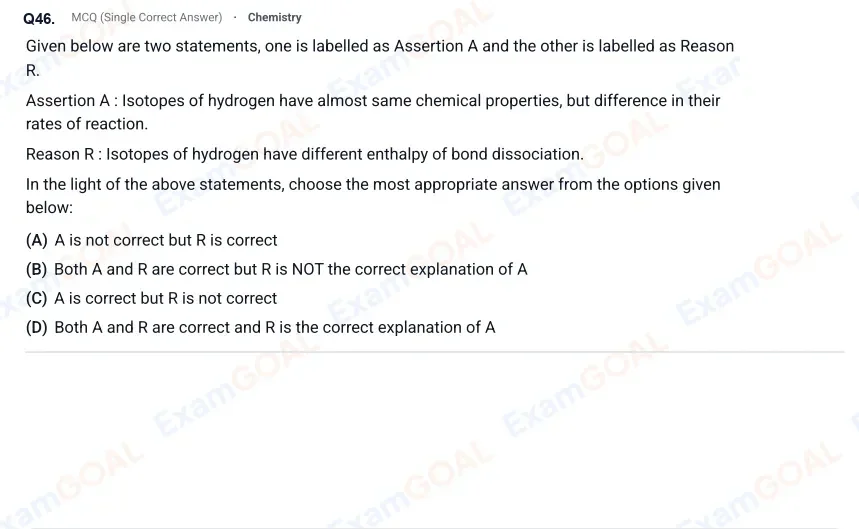 Q46. MCQ (Single Correct Answer) · Chemistry
Given below are two statements, one is labelled as Assertion A and the other is labelled as Reason
R.
Assertion A : Isotopes of hydrogen have almost same chemical properties, but difference in their
rates of reaction.
Reason R : Isotopes of hydrogen have different enthalpy of bond dissociation.
In the light of the above statements, choose the most appropriate answer from the options given
below:
(A) A is not correct but R is correct
(B) Both A and R are correct but R is NOT the correct explanation of A
(C) A is correct but R is not correct
(D) Both A and R are correct and R is the correct explanation of A
ExamGOAL